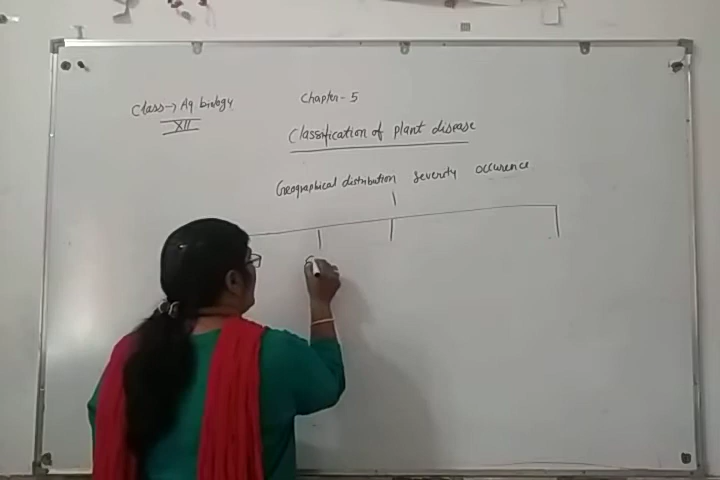 Class→ Ag biology
XII
Chapter - 5
Classification of plant disease
Geographical distribution severity occurence